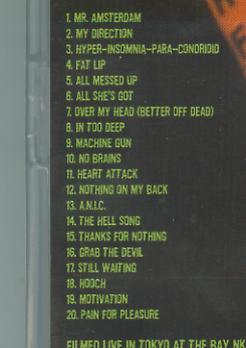 1. MR. AMSTERDAM
2. MY DIRECTION
3. HYPER-INSOMNIA-PARA-CONDRIOID
4. FAT LIP
5. ALL MESSED UP
6. ALL SHE'S GOT
7. OVER MY HEAD (BETTER OFF DEAD)
8. IN TOO DEEP
9. MACHINE GUN
10. NO BRAINS
11. HEART ATTACK
12. NOTHING ON MY BACK
13. A.N.I.C.
14. THE HELL SONG
15. THANKS FOR NOTHING
16. GRAB THE DEVIL
17. STILL WAITING
18. HOOCH
19. MOTIVATION
20. PAIN FOR PLEASURE
FILMED LIVE IN TOKYO AT THE BAY NK